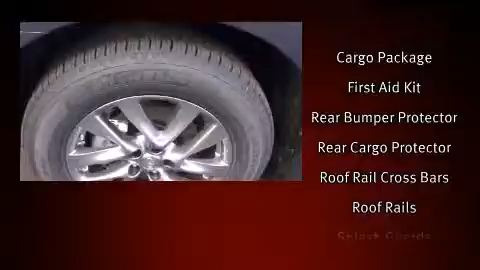 Cargo Package
First Aid Kit
Rear Bumper Protector
Rear Cargo Protector
Roof Rail Cross Bars
Roof Rails